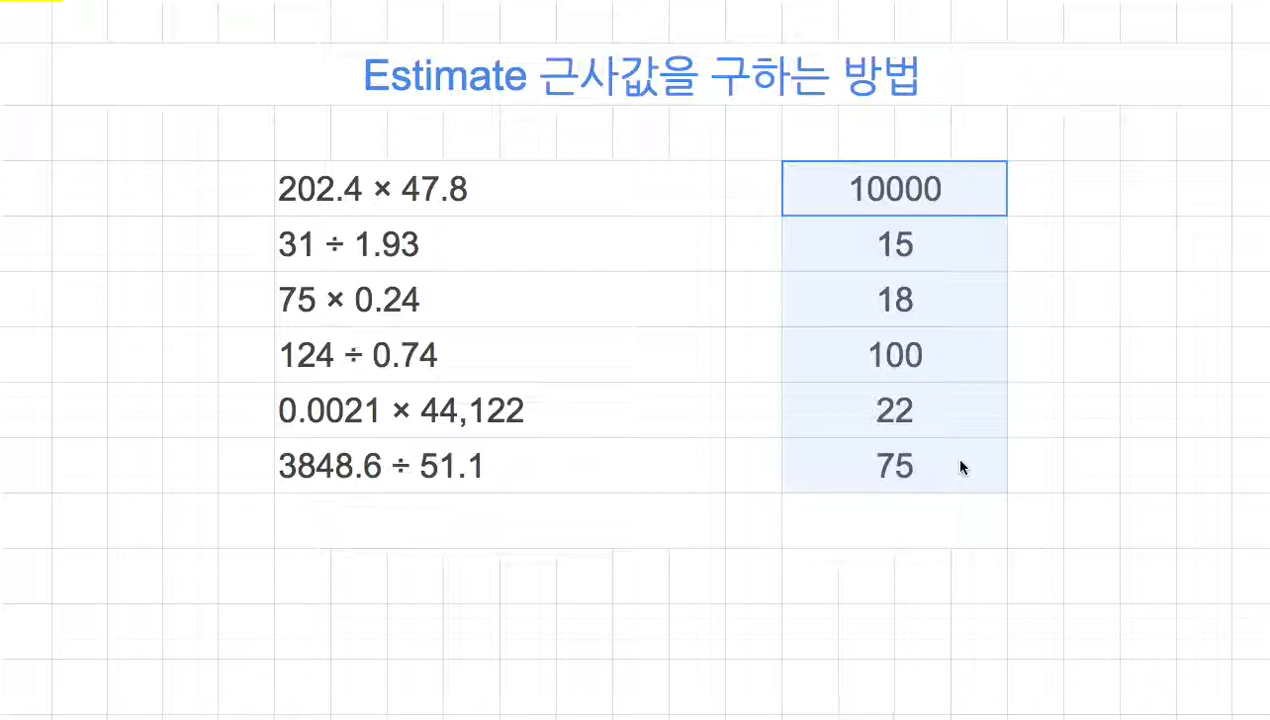 Estimate 근사값을 구하는 방법
202.4 × 47.8 10000
31 ÷ 1.93 15
75 × 0.24 18
124 ÷ 0.74 100
0.0021 × 44,122 22
3848.6 ÷ 51.1 75